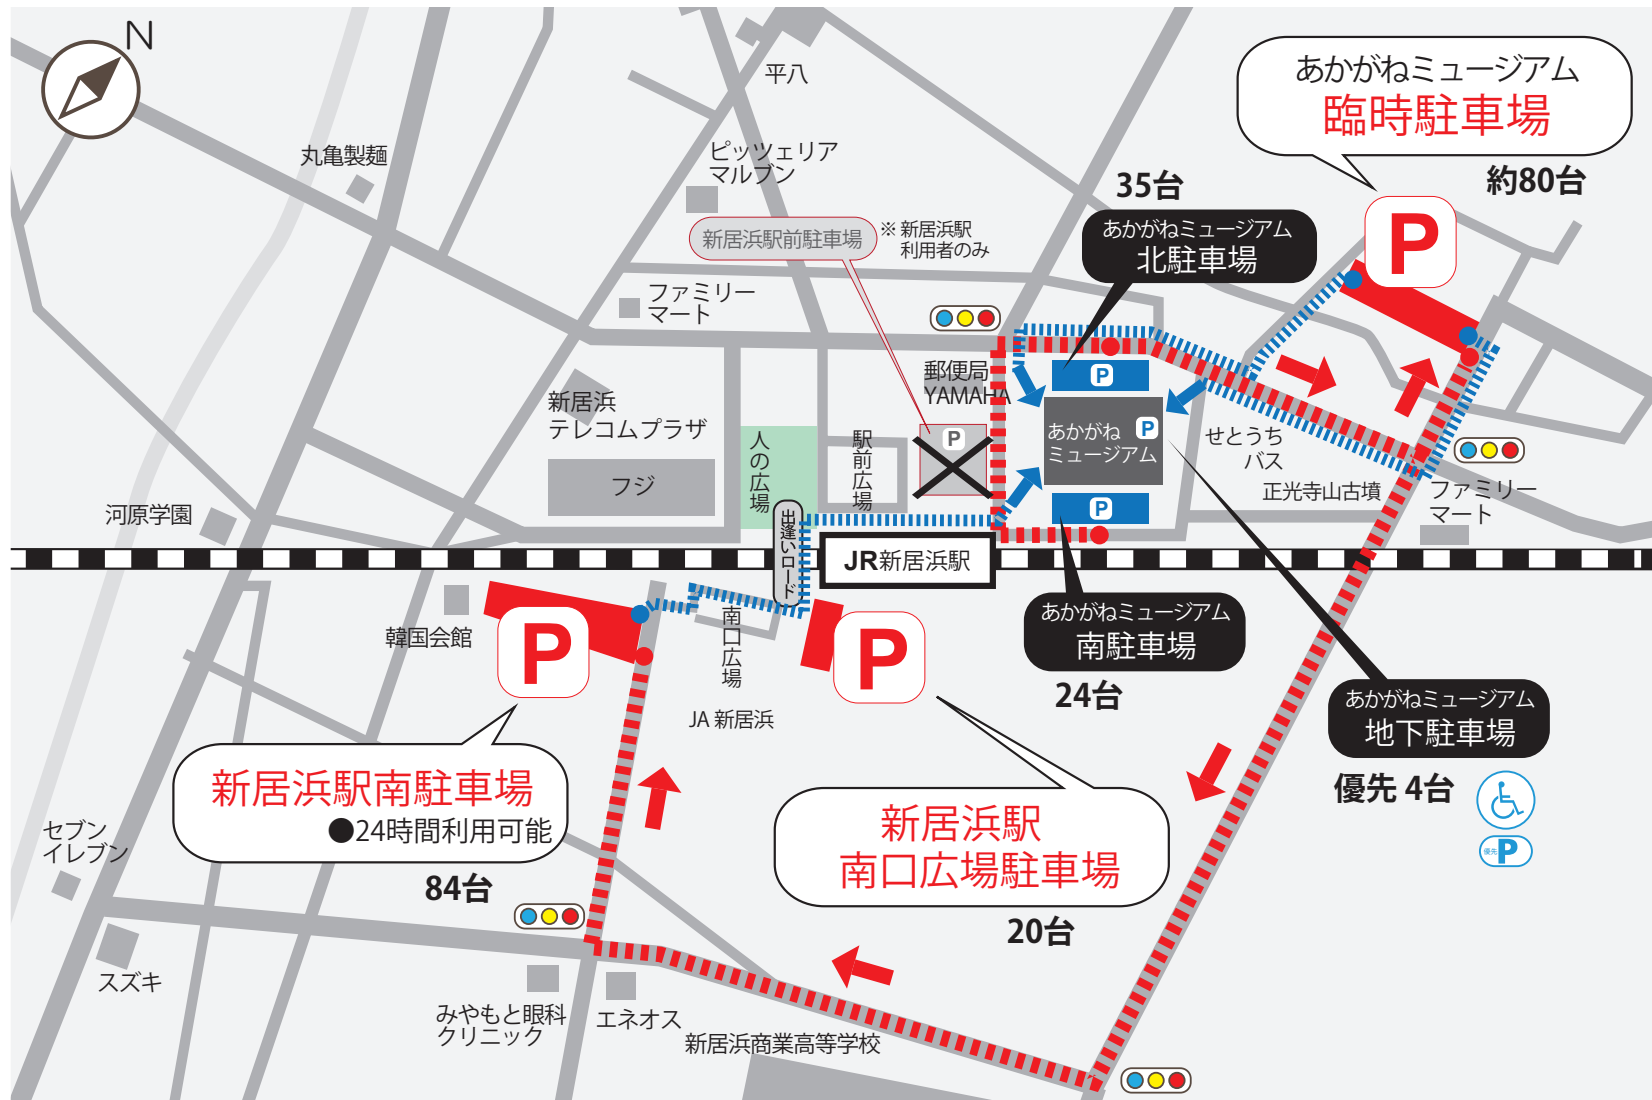 N
平八
あかがねミュージアム
臨時駐車場
約80台
P
丸亀製麺
ピッツェリア
マルブン
35台
あかがねミュージアム
北駐車場
新居浜駅前駐車場
※ 新居浜駅
利用者のみ
ファミリー
マート
郵便局
YAMAHA
P
新居浜
テレコムプラザ
フジ
人の広場
駅前広場
P
あかがね
ミュージアム
P
P
せとうち
バス
正光寺山古墳
ファミリー
マート
河原学園
出逢いロード
JR新居浜駅
韓国会館
P
南口広場
P
JA 新居浜
あかがねミュージアム
南駐車場
24台
あかがねミュージアム
地下駐車場
優先 4台
優先P
新居浜駅南駐車場
●24時間利用可能
84台
新居浜駅
南口広場駐車場
20台
セブン
イレブン
スズキ
みやもと眼科
クリニック
エネオス
新居浜商業高等学校